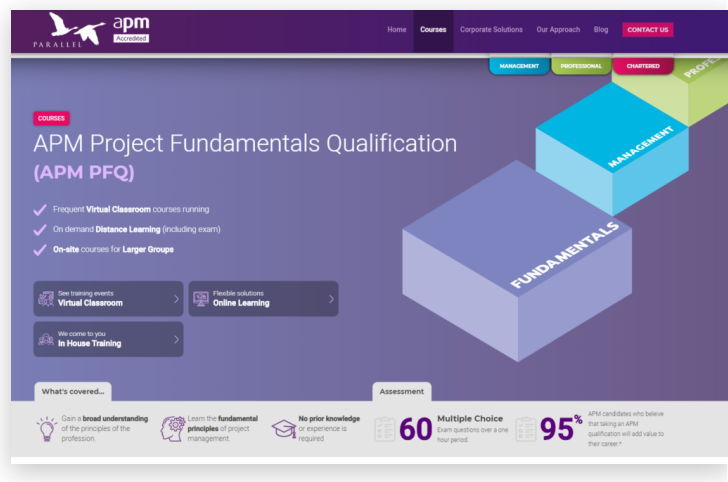 PARALLEL
apm
Accredited
Home
Courses
Corporate Solutions
Our Approach
Blog
CONTACT US
MANAGEMENT
PROFESSIONAL
CHARTERED
COURSES
APM Project Fundamentals Qualification
(APM PFQ)
Frequent Virtual Classroom courses running
On demand Distance Learning (including exam)
On-site courses for Larger Groups
FUNDAMENTALS
MANAGEMENT
PROFES
See training events
Virtual Classroom
Flexible solutions
Online Learning
We come to you
In House Training
What's covered...
Gain a broad understanding
of the principles of the
profession.
Learn the fundamental
principles of project
management.
No prior knowledge
or experience is
required
Assessment
60
Multiple Choice
Exam questions over a one
hour period.
95%
APM candidates who believe
that taking an APM
qualification will add value to
their career.*